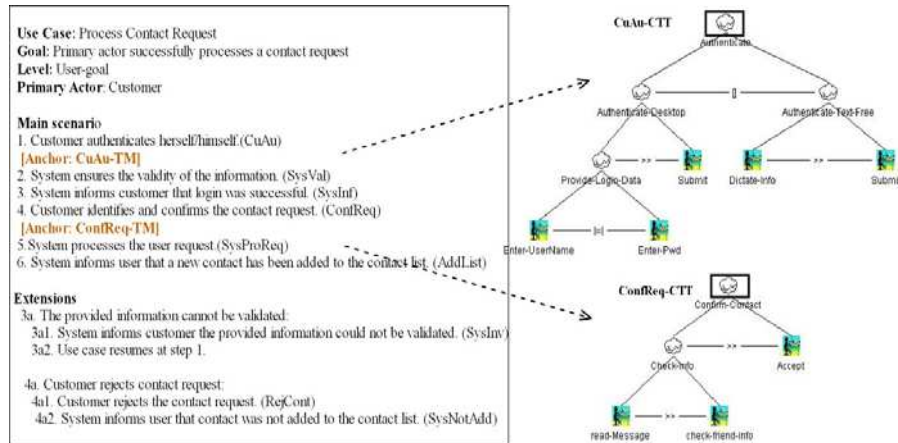 Use Case: Process Contact Request
Goal: Primary actor successfully processes a contact request
Level: User-goal
Primary Actor: Customer
Main scenario
1. Customer authenticates herself/himself.(CuAu)
[Anchor: CuAu-TM]
2. System ensures the validity of the information. (SysVal)
3. System informs customer that login was successful. (SysInf)
4. Customer identifies and confirms the contact request. (ConfReq)
[Anchor: ConfReq-TM]
5.System processes the user request.(SysProReq)
6. System informs user that a new contact has been added to the contact list. (AddList)
Extensions
3a. The provided information cannot be validated:
3a1. System informs customer the provided information could not be validated. (SysInv)
3a2. Use case resumes at step 1.
4a. Customer rejects contact request:
4a1. Customer rejects the contact request. (RejCont)
4a2. System informs user that contact was not added to the contact list. (SysNotAdd)
CuAu-CTT
Authenticate
Authenticate-Desktop [] Authenticate-Text-Free
Provide-Login-Data >> Submit Dictate-Info >> Submit
Enter-UserName |=| Enter-Pwd
ConfReq-CTT
Confirm-Contact
Check-Info >> Accept
read-Message >> check-friend-info